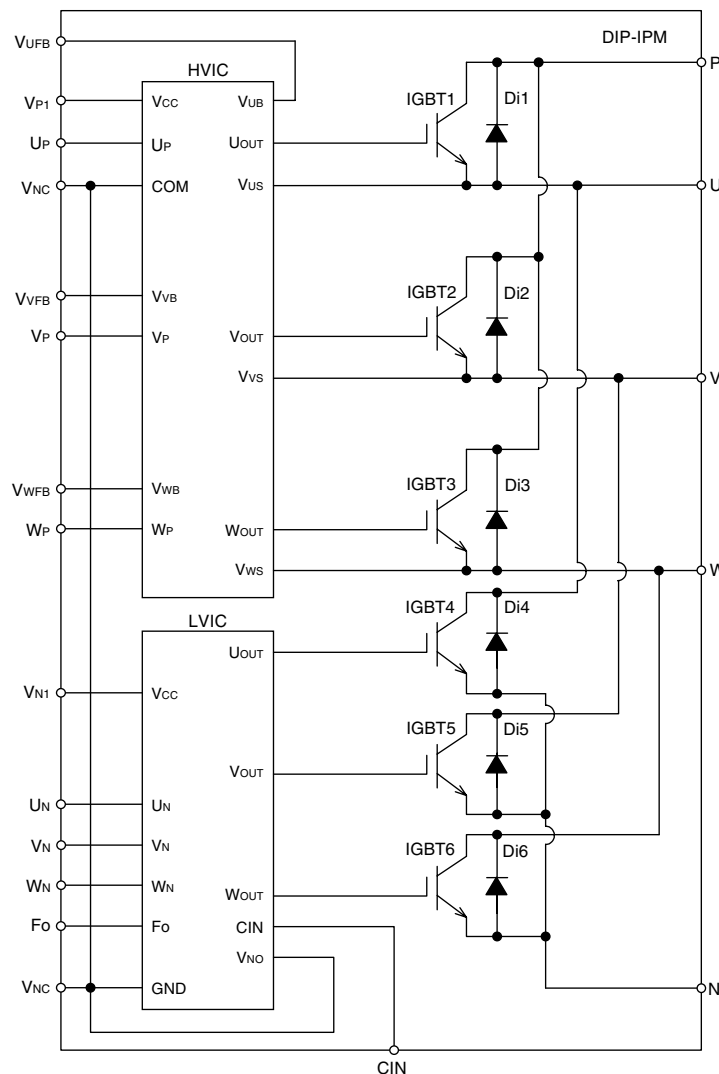 DIP-IPM
VUFB
HVIC
P
VP1
VCC
VUB
IGBT1
Di1
UP
UP
UOUT
VNC
COM
VUS
U
VVFB
VVB
IGBT2
Di2
VP
VP
VOUT
VVS
V
VWFB
VWB
IGBT3
Di3
WP
WP
WOUT
VWS
W
LVIC
IGBT4
Di4
UOUT
VN1
VCC
IGBT5
Di5
VOUT
UN
UN
VN
VN
IGBT6
Di6
WN
WN
WOUT
Fo
Fo
CIN
VNO
VNC
GND
N
CIN